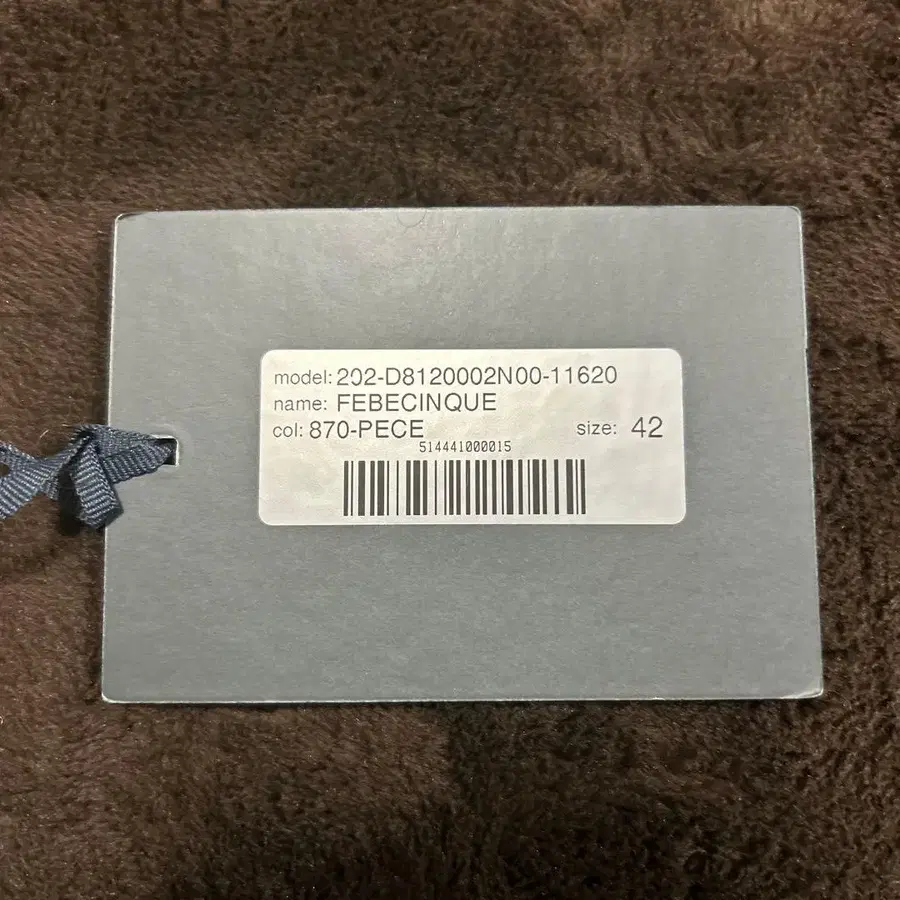 model: 202-D8120002N00-11620
name: FEBECINQUE
col: 870-PECE size: 42
514441000015